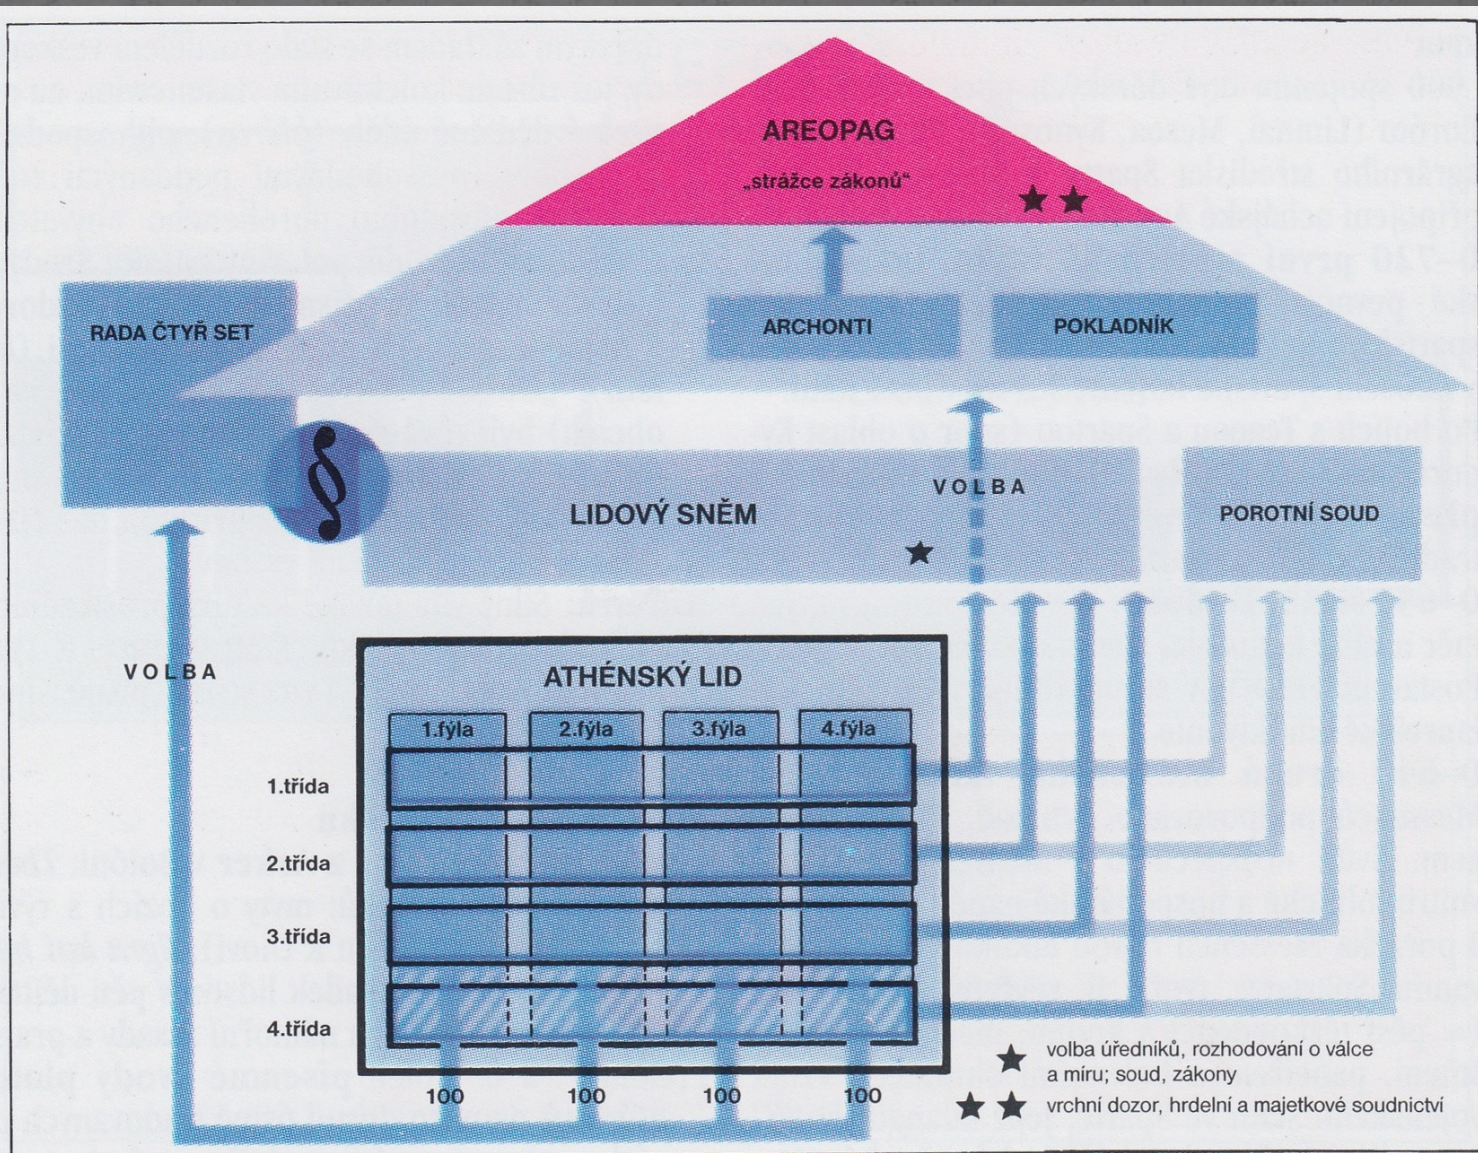 AREOPAG
„strážce zákonů“
★ ★
RADA ČTYŘ SET
ARCHONTI
POKLADNÍK
§
LIDOVÝ SNĚM
VOLBA
★
POROTNÍ SOUD
VOLBA
ATHÉNSKÝ LID
1.fýla 2.fýla 3.fýla 4.fýla
1.třída
2.třída
3.třída
4.třída
100 100 100 100
★ volba úředníků, rozhodování o válce
a míru; soud, zákony
★ ★ vrchní dozor, hrdelní a majetkové soudnictví